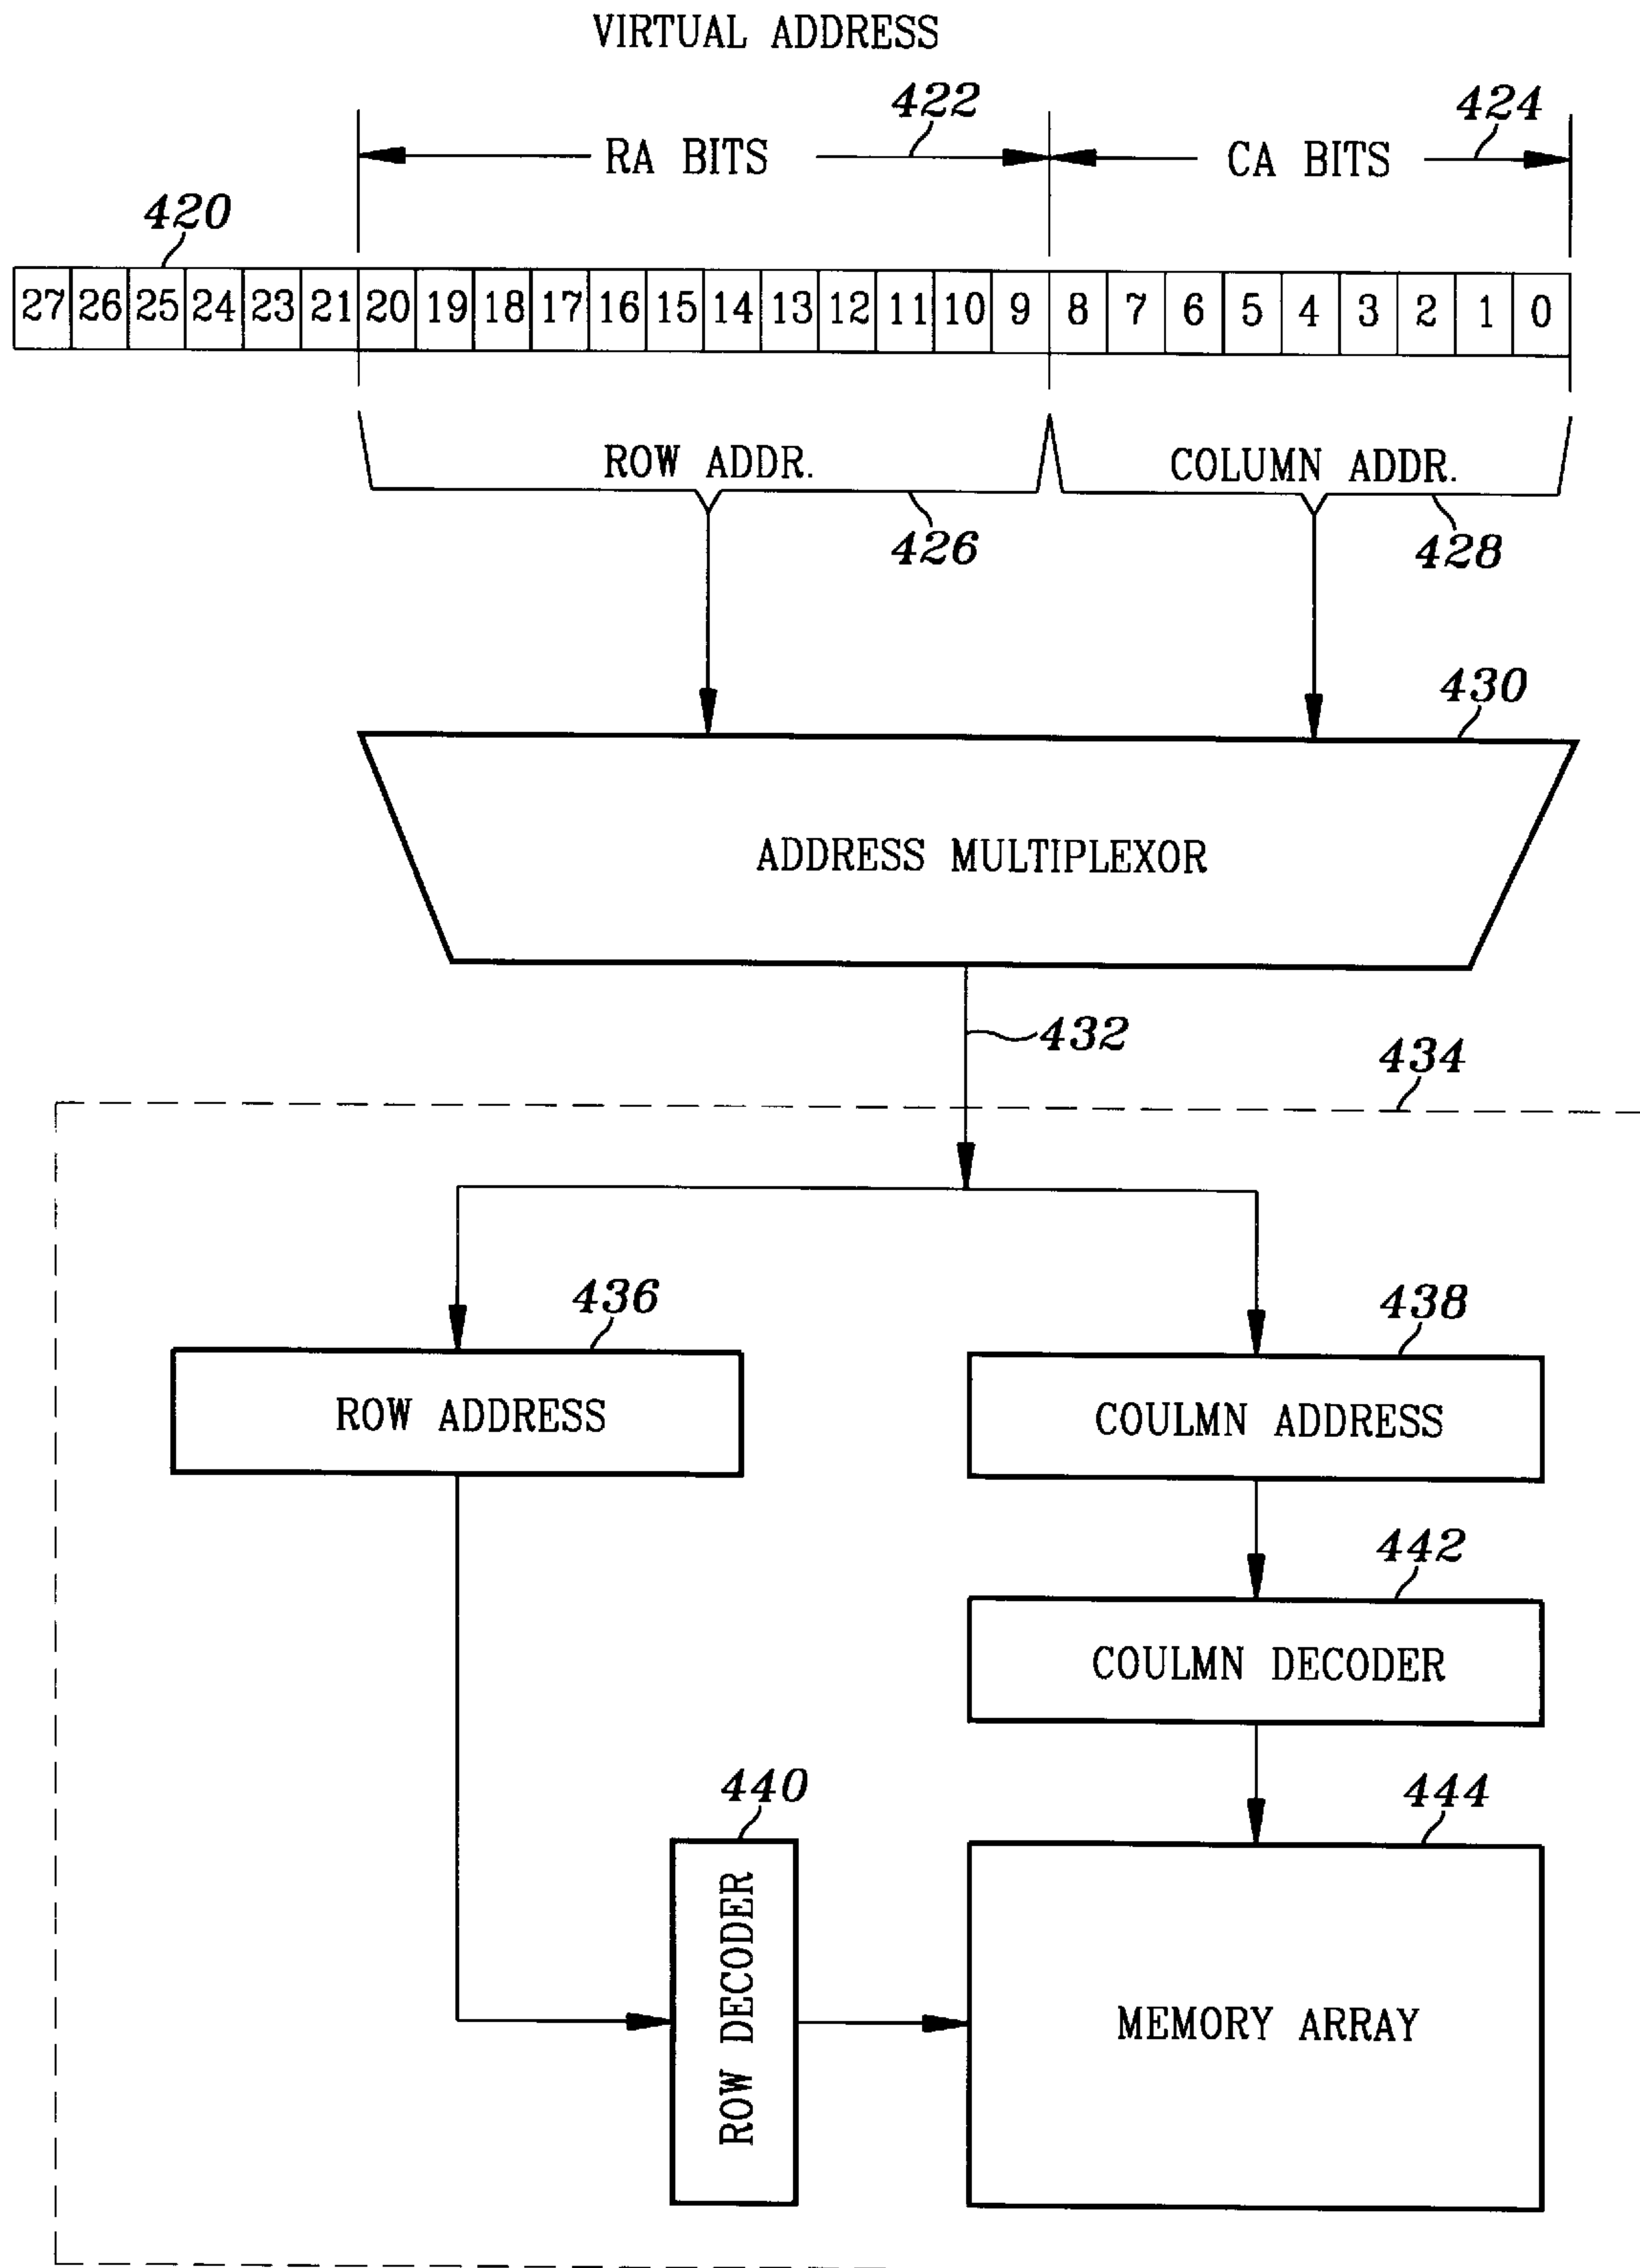 VIRTUAL ADDRESS
422
424
RA BITS
CA BITS
420
27 26 25 24 23 21 20 19 18 17 16 15 14 13 12 11 10 9 8 7 6 5 4 3 2 1 0
ROW ADDR.
COLUMN ADDR.
426
428
430
ADDRESS MULTIPLEXOR
432
434
436
438
ROW ADDRESS
COULMN ADDRESS
442
COULMN DECODER
440
444
ROW DECODER
MEMORY ARRAY